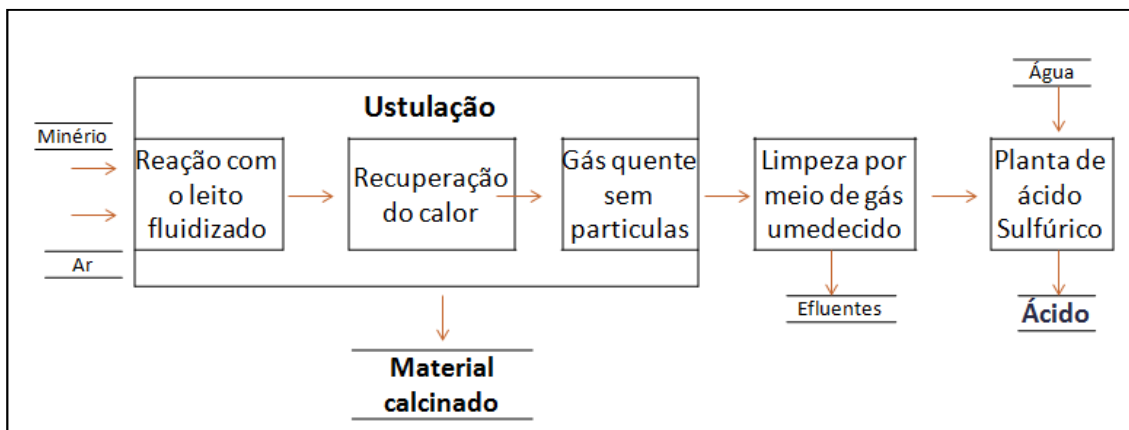 Ustulação
Minério
Ar
Reação com
o leito
fluidizado
Recuperação
do calor
Gás quente
sem
particulas
Limpeza por
meio de gás
umedecido
Água
Planta de
ácido
Sulfúrico
Efluentes
Ácido
Material
calcinado